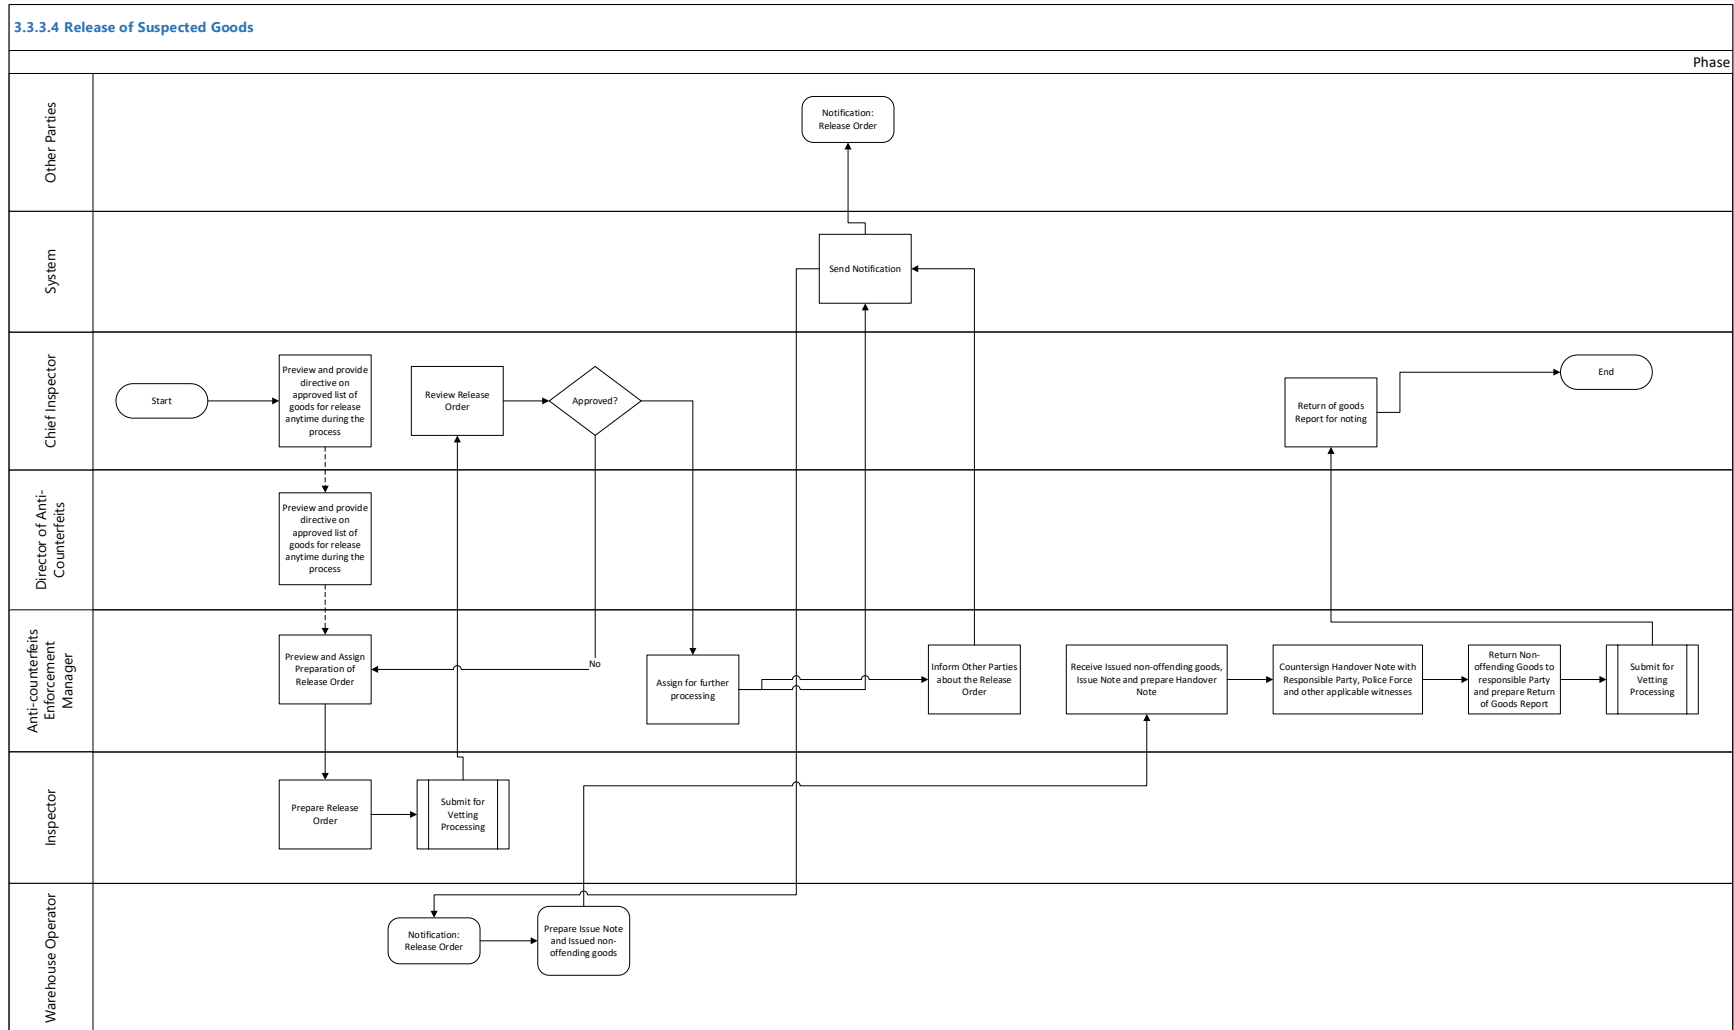 3.3.3.4 Release of Suspected Goods
Phase
Other Parties
Notification:
Release Order
System
Send Notification
Chief Inspector
Start
Preview and provide
directive on
approved list of
goods for release
anytime during the
process
Review Release
Order
Approved?
Return of goods
Report for noting
End
Director of Anti-
Counterfeits
Preview and provide
directive on
approved list of
goods for release
anytime during the
process
Anti-counterfeits
Enforcement
Manager
Preview and Assign
Preparation of
Release Order
No
Assign for further
processing
Inform Other Parties
about the Release
Order
Receive Issued non-offending goods,
Issue Note and prepare Handover
Note
Countersign Handover Note with
Responsible Party, Police Force
and other applicable witnesses
Return Non-
offending Goods to
responsible Party
and prepare Return
of Goods Report
Submit for
Vetting
Processing
Inspector
Prepare Release
Order
Submit for
Vetting
Processing
Warehouse Operator
Notification:
Release Order
Prepare Issue Note
and Issued non-
offending goods